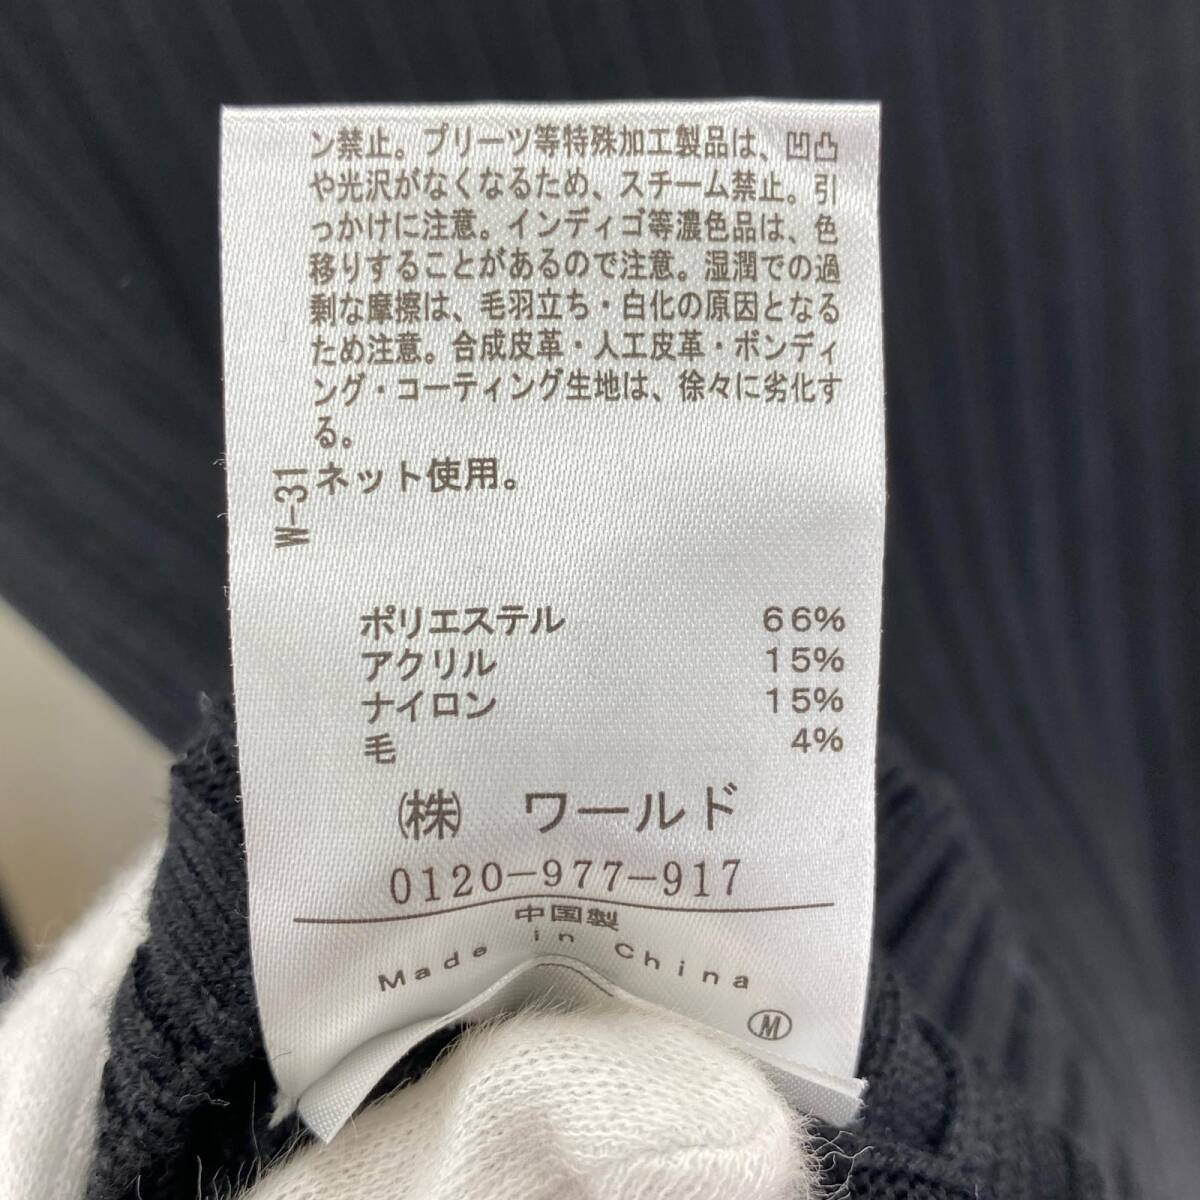 ン禁止。プリーツ等特殊加工製品は、凹凸
や光沢がなくなるため、スチーム禁止。引
っかけに注意。インディゴ等濃色品は、色
移りすることがあるので注意。湿潤での過
剰な摩擦は、毛羽立ち・白化の原因となる
ため注意。合成皮革・人工皮革・ボンディ
ング・コーティング生地は、徐々に劣化す
る。
ネット使用。
W-31
ポリエステル 66%
アクリル 15%
ナイロン 15%
毛 4%
(株) ワールド
0120-977-917
中国製
Made in China
M